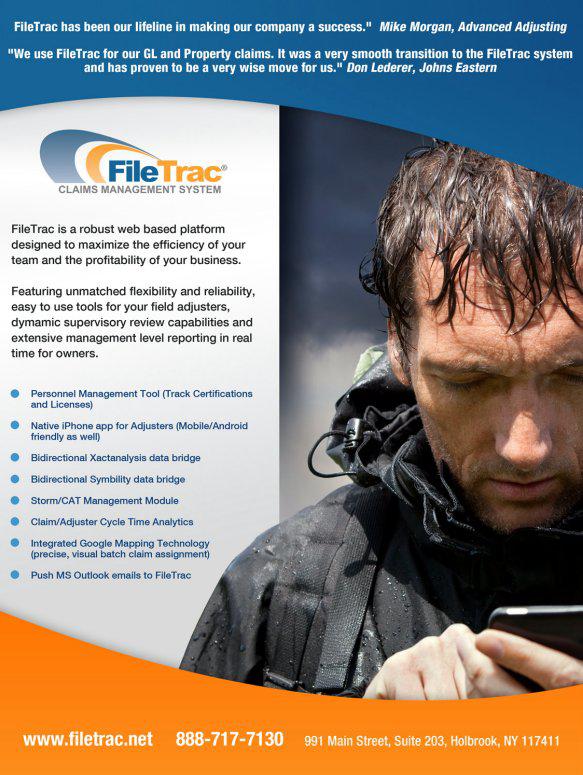 FileTrac has been our lifeline in making our company a success." Mike Morgan, Advanced Adjusting
"We use FileTrac for our GL and Property claims. It was a very smooth transition to the FileTrac system
and has proven to be a very wise move for us." Don Lederer, Johns Eastern
FileTrac®
CLAIMS MANAGEMENT SYSTEM
FileTrac is a robust web based platform
designed to maximize the efficiency of your
team and the profitability of your business.
Featuring unmatched flexibility and reliability,
easy to use tools for your field adjusters,
dymamic supervisory review capabilities and
extensive management level reporting in real
time for owners.
Personnel Management Tool (Track Certifications
and Licenses)
Native iPhone app for Adjusters (Mobile/Android
friendly as well)
Bidirectional Xactanalysis data bridge
Bidirectional Symbility data bridge
Storm/CAT Management Module
Claim/Adjuster Cycle Time Analytics
Integrated Google Mapping Technology
(precise, visual batch claim assignment)
Push MS Outlook emails to FileTrac
www.filetrac.net 888-717-7130 991 Main Street, Suite 203, Holbrook, NY 117411